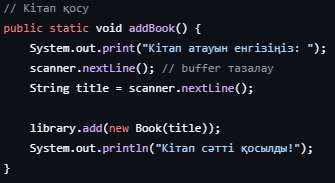 // Кітап қосу
public static void addBook() {
System.out.print("Кітап атауын енгізіңіз: ");
scanner.nextLine(); // buffer тазалау
String title = scanner.nextLine();
library.add(new Book(title));
System.out.println("Кітап сәтті қосылды!");
}